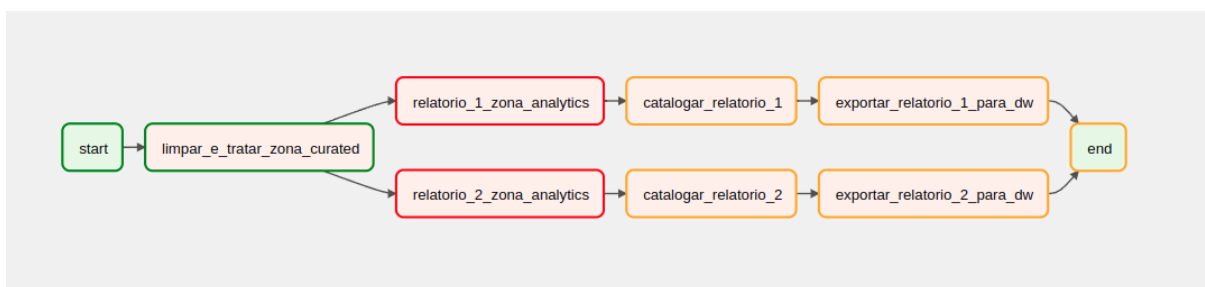 start
limpar_e_tratar_zona_curated
relatorio_1_zona_analytics
catalogar_relatorio_1
exportar_relatorio_1_para_dw
relatorio_2_zona_analytics
catalogar_relatorio_2
exportar_relatorio_2_para_dw
end